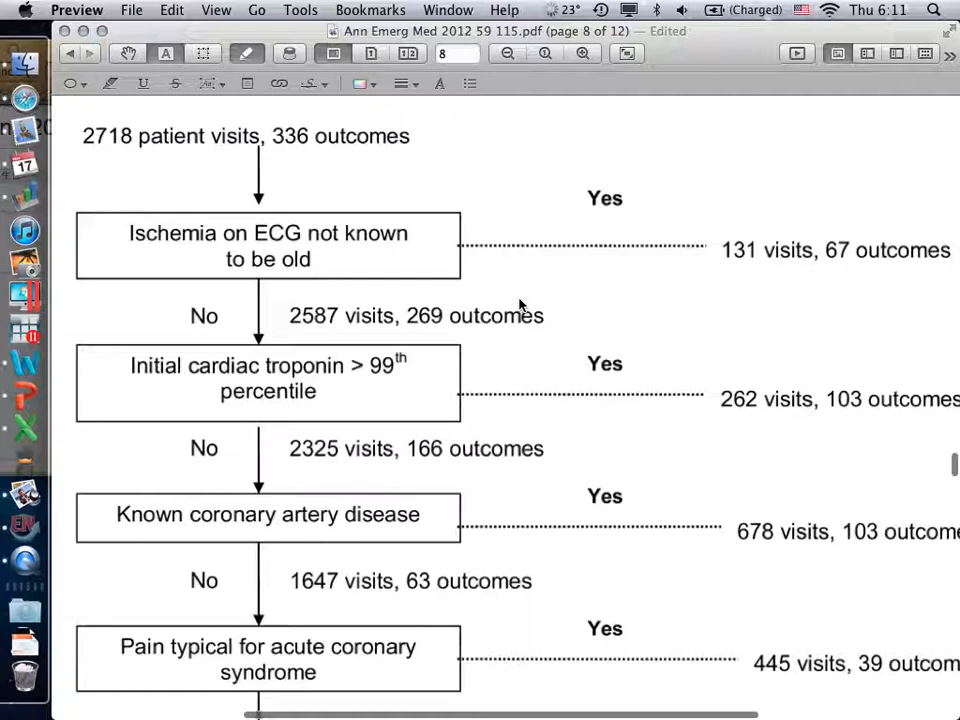 Preview File Edit View Go Tools Bookmarks Window Help 23° (Charged) Thu 6:11
Ann Emerg Med 2012 59 115.pdf (page 8 of 12) — Edited
8
2718 patient visits, 336 outcomes
Yes
Ischemia on ECG not known
to be old
131 visits, 67 outcomes
No 2587 visits, 269 outcomes
Yes
Initial cardiac troponin > 99th
percentile
262 visits, 103 outcomes
No 2325 visits, 166 outcomes
Yes
Known coronary artery disease
678 visits, 103 outcome
No 1647 visits, 63 outcomes
Yes
Pain typical for acute coronary
syndrome
445 visits, 39 outcom